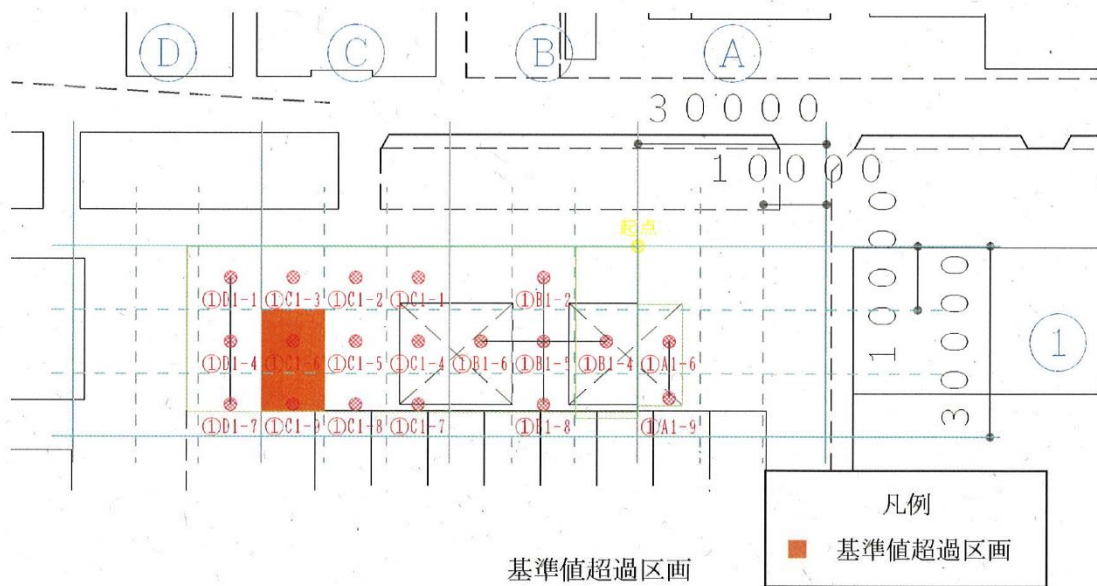 D C B A
30000
10000
起点
10000
30000
①D1-1 ①C1-3 ①C1-2 ①C1-1 ①B1-2
①D1-4 ①C1-6 ①C1-5 ①C1-4 ①B1-6 ①B1-5 ①B1-4 ①A1-6
1
①D1-7 ①C1-9 ①C1-8 ①C1-7 ①B1-8 ①A1-9
凡例
基準値超過区画
基準値超過区画